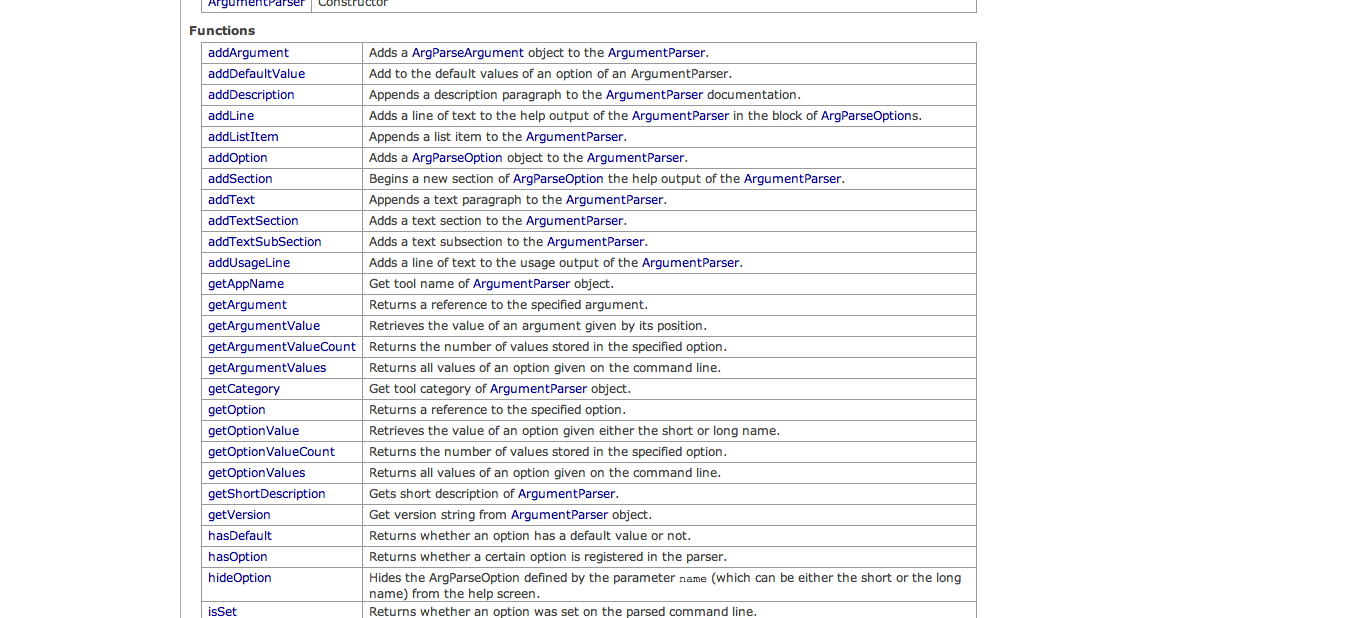 ArgumentParser Constructor
Functions
addArgument Adds a ArgParseArgument object to the ArgumentParser.
addDefaultValue Add to the default values of an option of an ArgumentParser.
addDescription Appends a description paragraph to the ArgumentParser documentation.
addLine Adds a line of text to the help output of the ArgumentParser in the block of ArgParseOptions.
addListItem Appends a list item to the ArgumentParser.
addOption Adds a ArgParseOption object to the ArgumentParser.
addSection Begins a new section of ArgParseOption the help output of the ArgumentParser.
addText Appends a text paragraph to the ArgumentParser.
addTextSection Adds a text section to the ArgumentParser.
addTextSubSection Adds a text subsection to the ArgumentParser.
addUsageLine Adds a line of text to the usage output of the ArgumentParser.
getAppName Get tool name of ArgumentParser object.
getArgument Returns a reference to the specified argument.
getArgumentValue Retrieves the value of an argument given by its position.
getArgumentValueCount Returns the number of values stored in the specified option.
getArgumentValues Returns all values of an option given on the command line.
getCategory Get tool category of ArgumentParser object.
getOption Returns a reference to the specified option.
getOptionValue Retrieves the value of an option given either the short or long name.
getOptionValueCount Returns the number of values stored in the specified option.
getOptionValues Returns all values of an option given on the command line.
getShortDescription Gets short description of ArgumentParser.
getVersion Get version string from ArgumentParser object.
hasDefault Returns whether an option has a default value or not.
hasOption Returns whether a certain option is registered in the parser.
hideOption Hides the ArgParseOption defined by the parameter name (which can be either the short or the long
name) from the help screen.
isSet Returns whether an option was set on the parsed command line.